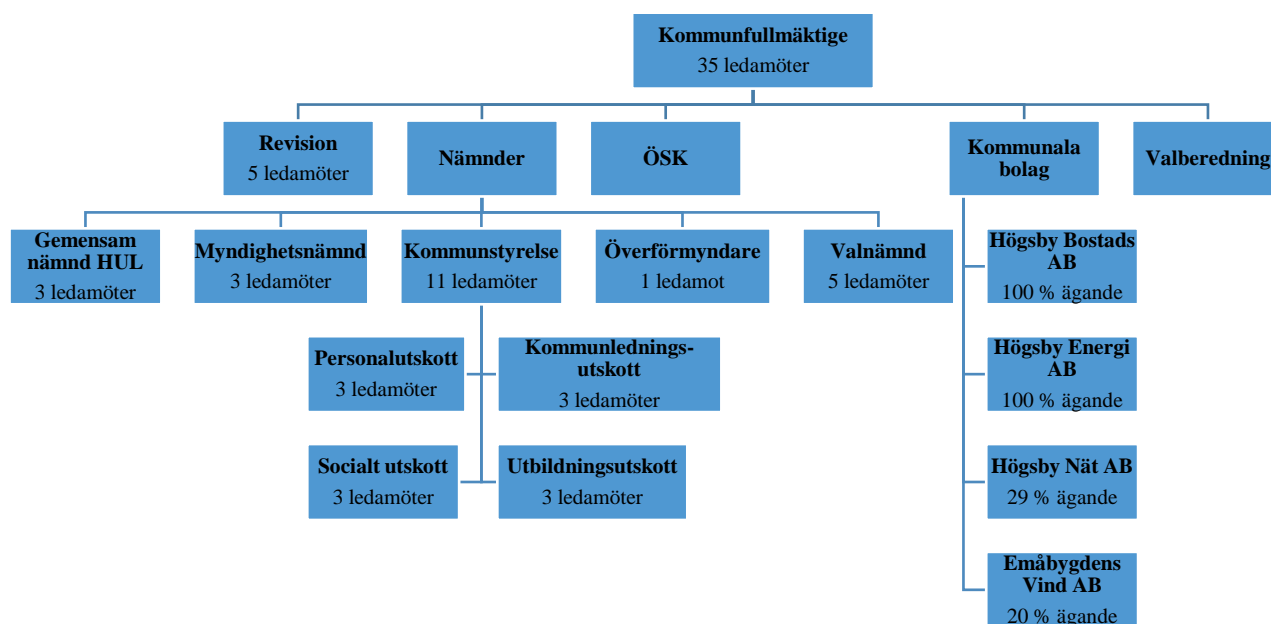 Kommunfullmäktige
35 ledamöter
Revision
5 ledamöter
Nämnder
ÖSK
Kommunala
bolag
Valberedning
Gemensam
nämnd HUL
3 ledamöter
Myndighetsnämnd
3 ledamöter
Kommunstyrelse
11 ledamöter
Överförmyndare
1 ledamot
Valnämnd
5 ledamöter
Personalutskott
3 ledamöter
Kommunlednings-
utskott
3 ledamöter
Socialt utskott
3 ledamöter
Utbildningsutskott
3 ledamöter
Högsby Bostads
AB
100 % ägande
Högsby Energi
AB
100 % ägande
Högsby Nät AB
29 % ägande
Emåbygdens
Vind AB
20 % ägande